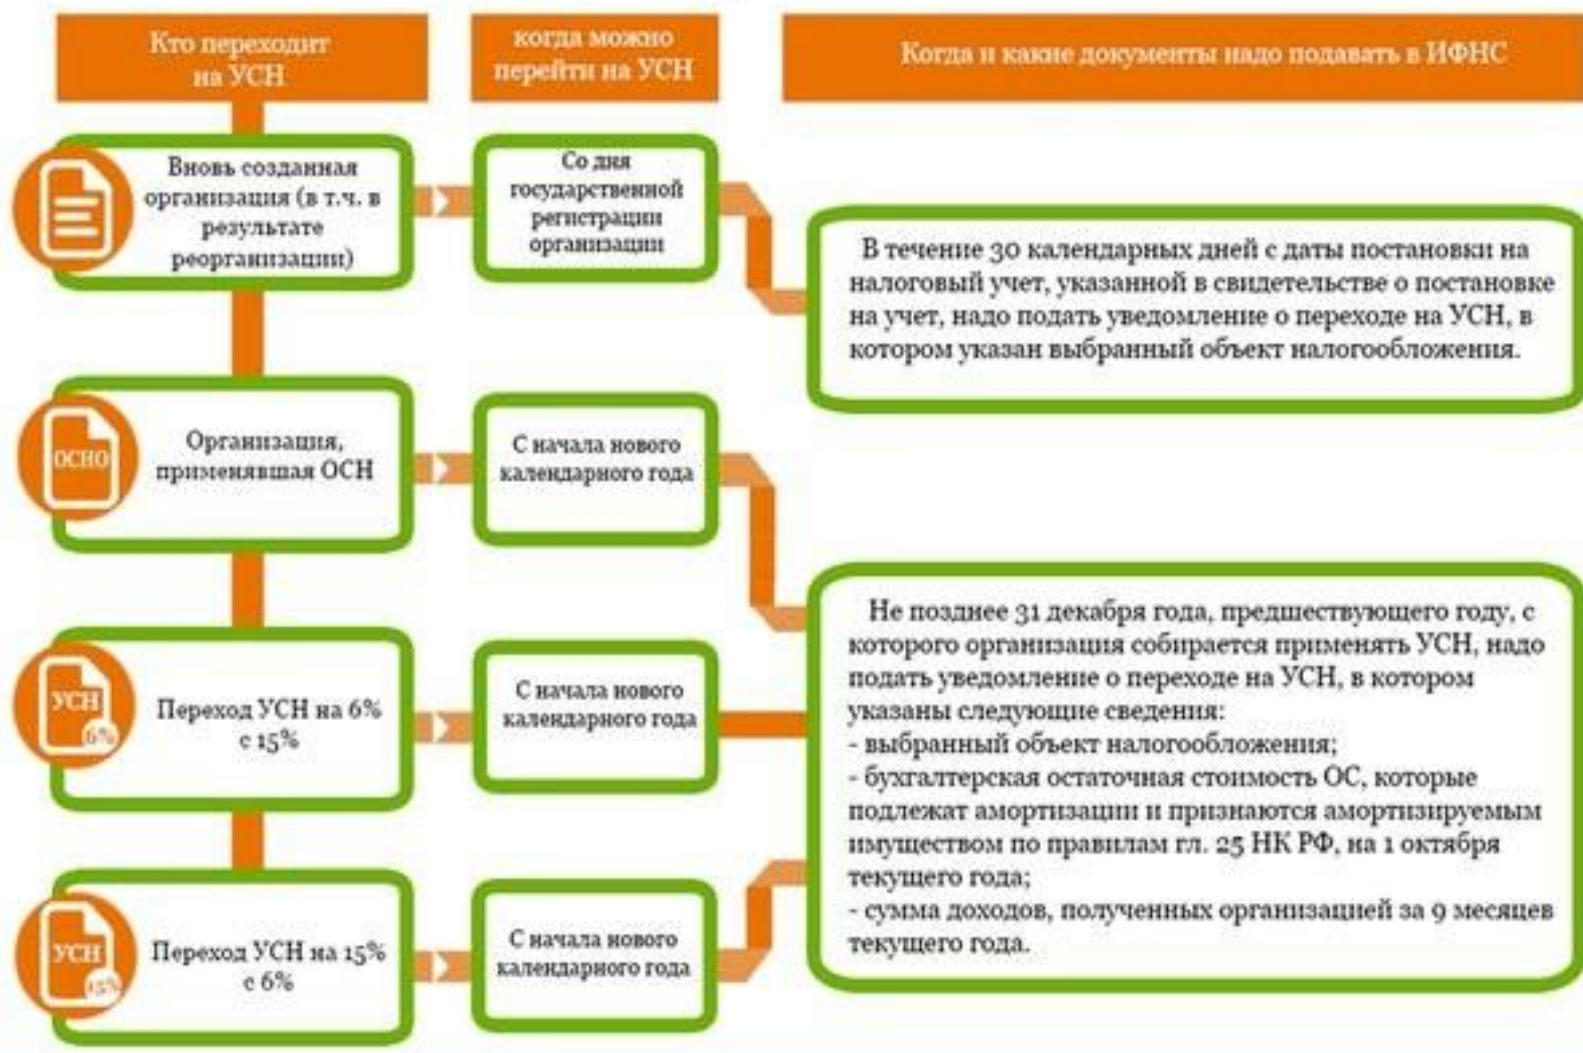 Кто переходит
на УСН
когда можно
перейти на УСН
Когда и какие документы надо подавать в ИФНС
Вновь созданная
организация (в т.ч. в
результате
реорганизации)
Со дня
государственной
регистрации
организации
В течение 30 календарных дней с даты постановки на
налоговый учет, указанной в свидетельстве о постановке
на учет, надо подать уведомление о переходе на УСН, в
котором указан выбранный объект налогообложения.
ОСНО
Организация,
применявшая ОСН
С начала нового
календарного года
УСН
6%
Переход УСН на 6%
с 15%
С начала нового
календарного года
Не позднее 31 декабря года, предшествующего году, с
которого организация собирается применять УСН, надо
подать уведомление о переходе на УСН, в котором
указаны следующие сведения:
- выбранный объект налогообложения;
- бухгалтерская остаточная стоимость ОС, которые
подлежат амортизации и признаются амортизируемым
имуществом по правилам гл. 25 НК РФ, на 1 октября
текущего года;
- сумма доходов, полученных организацией за 9 месяцев
текущего года.
УСН
15%
Переход УСН на 15%
с 6%
С начала нового
календарного года